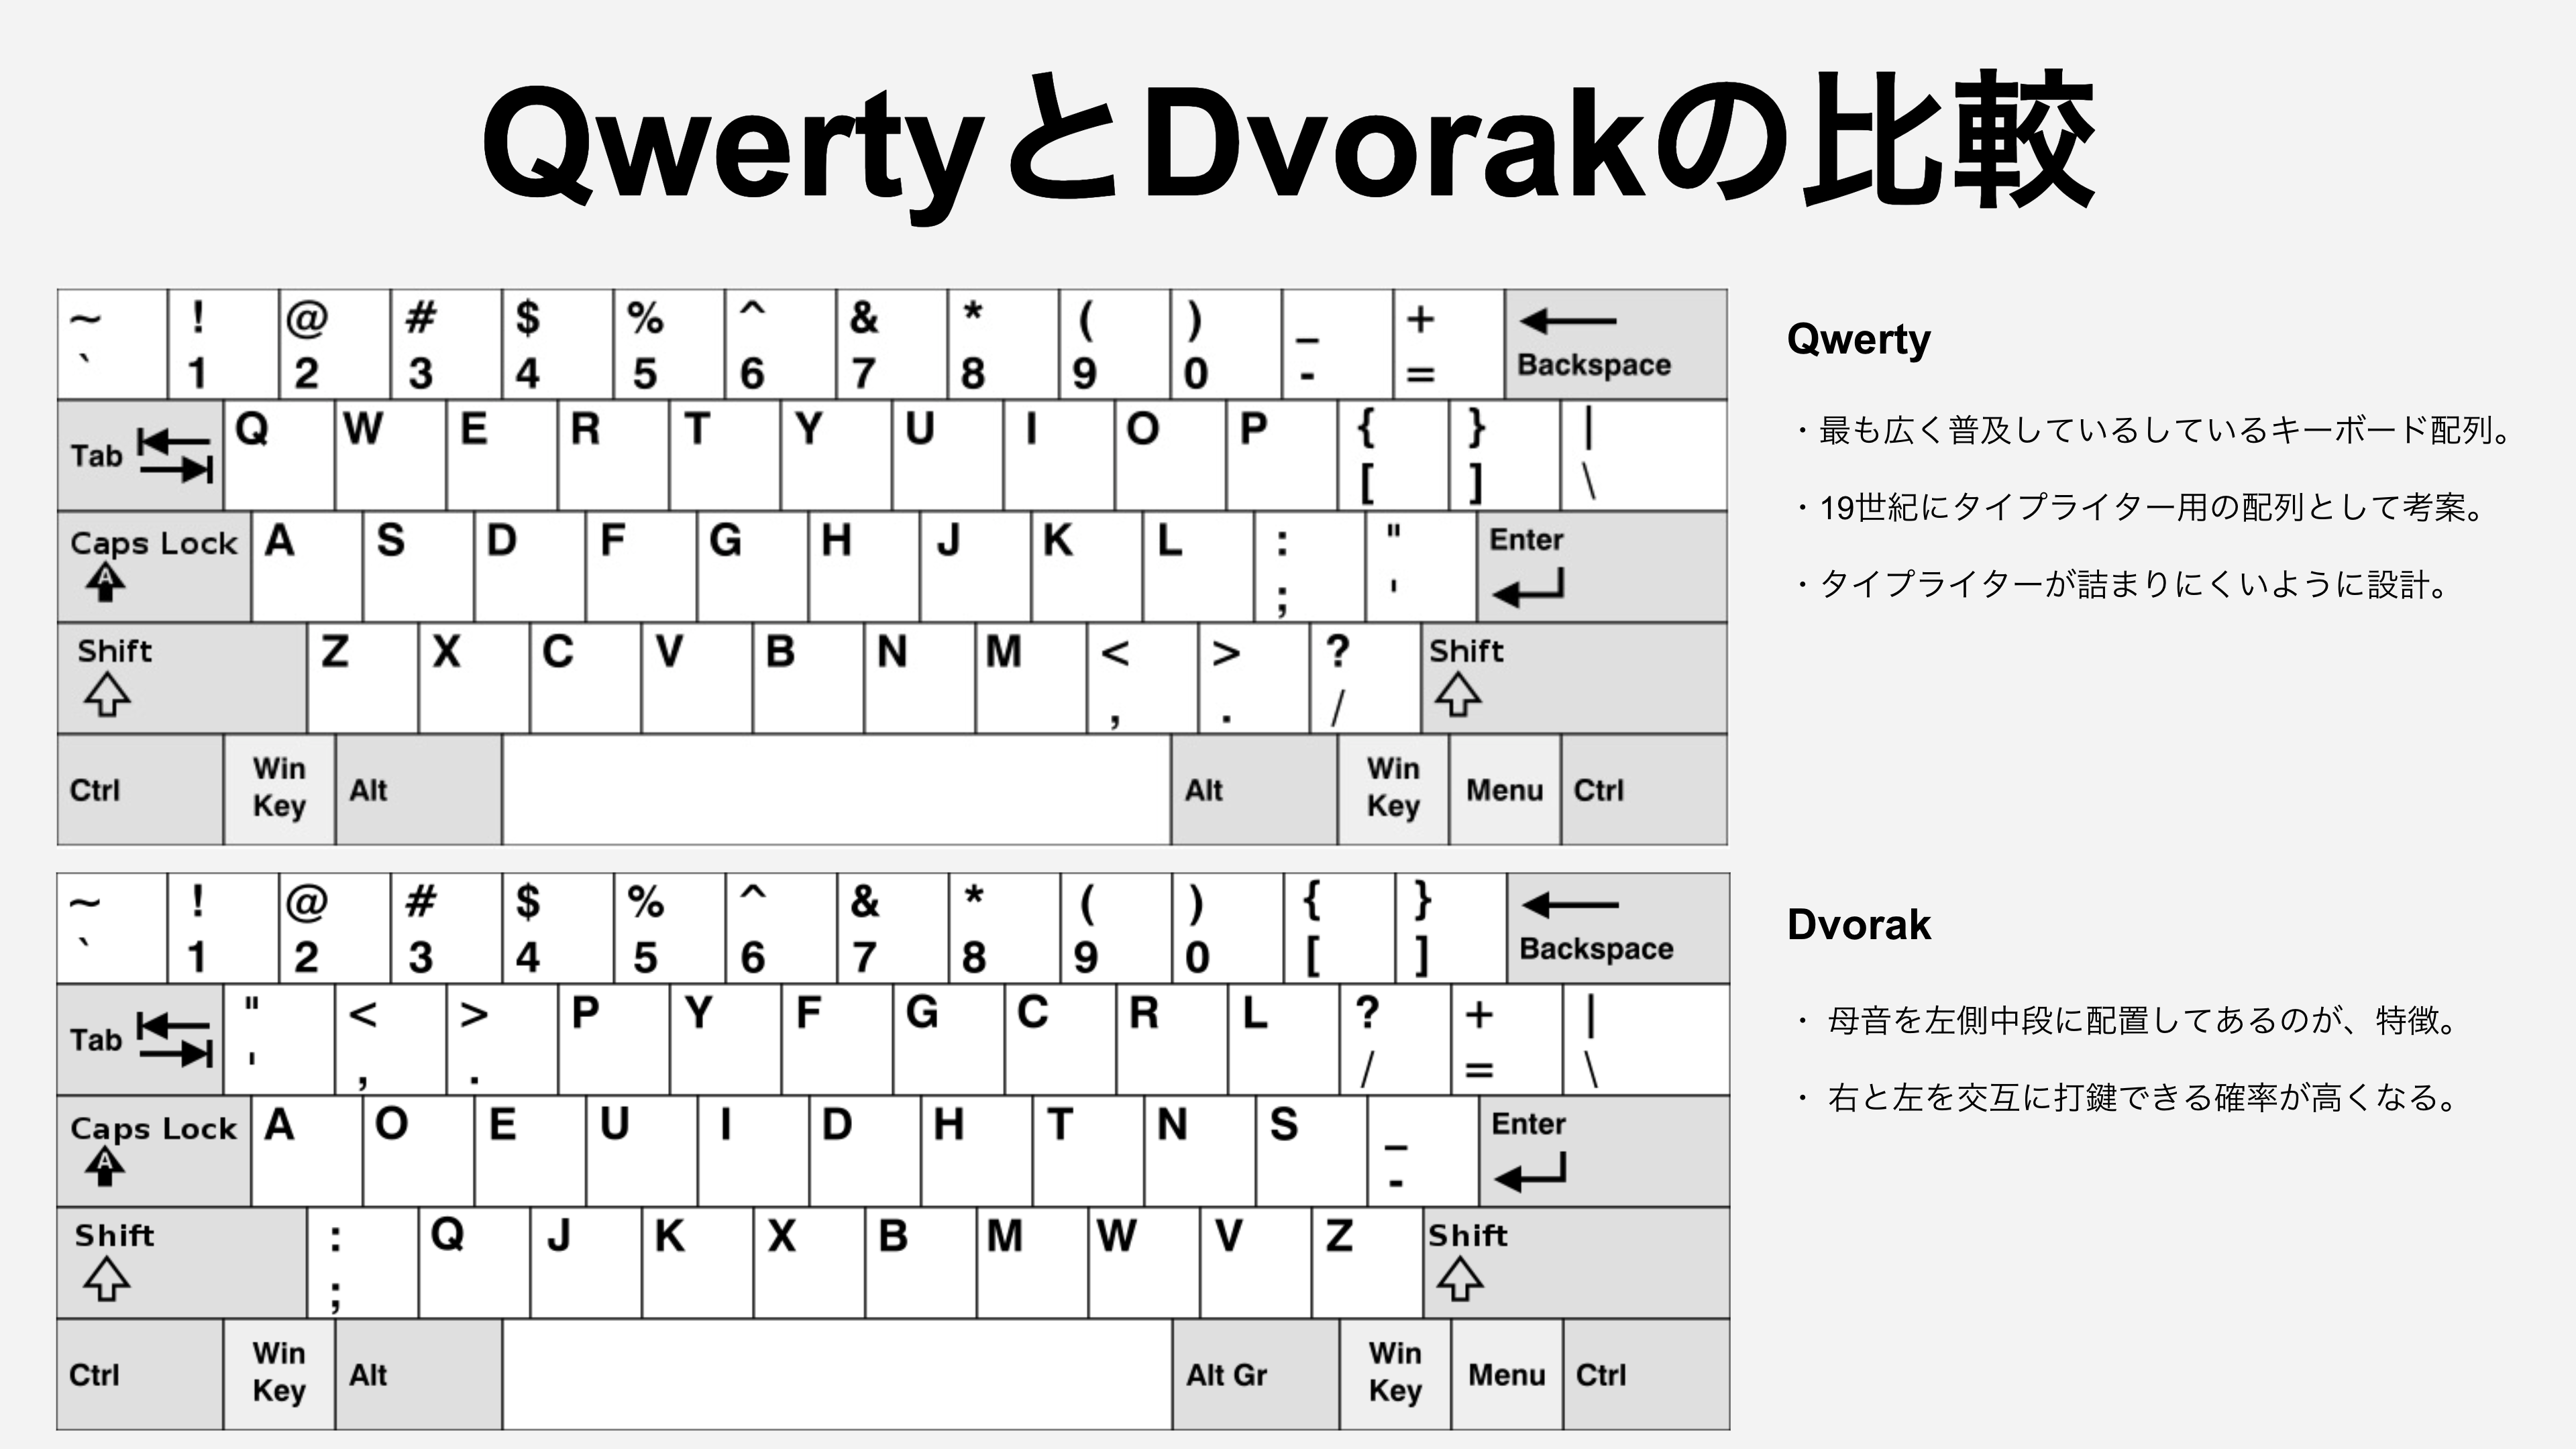 QwertyとDvorakの比較
~ ! @ # $ % ^ & * ( ) _ +
` 1 2 3 4 5 6 7 8 9 0 - = Backspace
Tab Q W E R T Y U I O P { } |
[ ] \
Caps Lock A S D F G H J K L : " Enter
A ; '
Shift Z X C V B N M < > ? Shift
, . /
Ctrl Win Key Alt Alt Win Key Menu Ctrl
Qwerty
・最も広く普及しているしているキーボード配列。
・19世紀にタイプライター用の配列として考案。
・タイプライターが詰まりにくいように設計。
~ ! @ # $ % ^ & * ( ) { }
` 1 2 3 4 5 6 7 8 9 0 [ ] Backspace
Tab " < > P Y F G C R L ? + |
' , . / = \
Caps Lock A O E U I D H T N S _ Enter
A -
Shift : Q J K X B M W V Z Shift
;
Ctrl Win Key Alt Alt Gr Win Key Menu Ctrl
Dvorak
・ 母音を左側中段に配置してあるのが、特徴。
・ 右と左を交互に打鍵できる確率が高くなる。